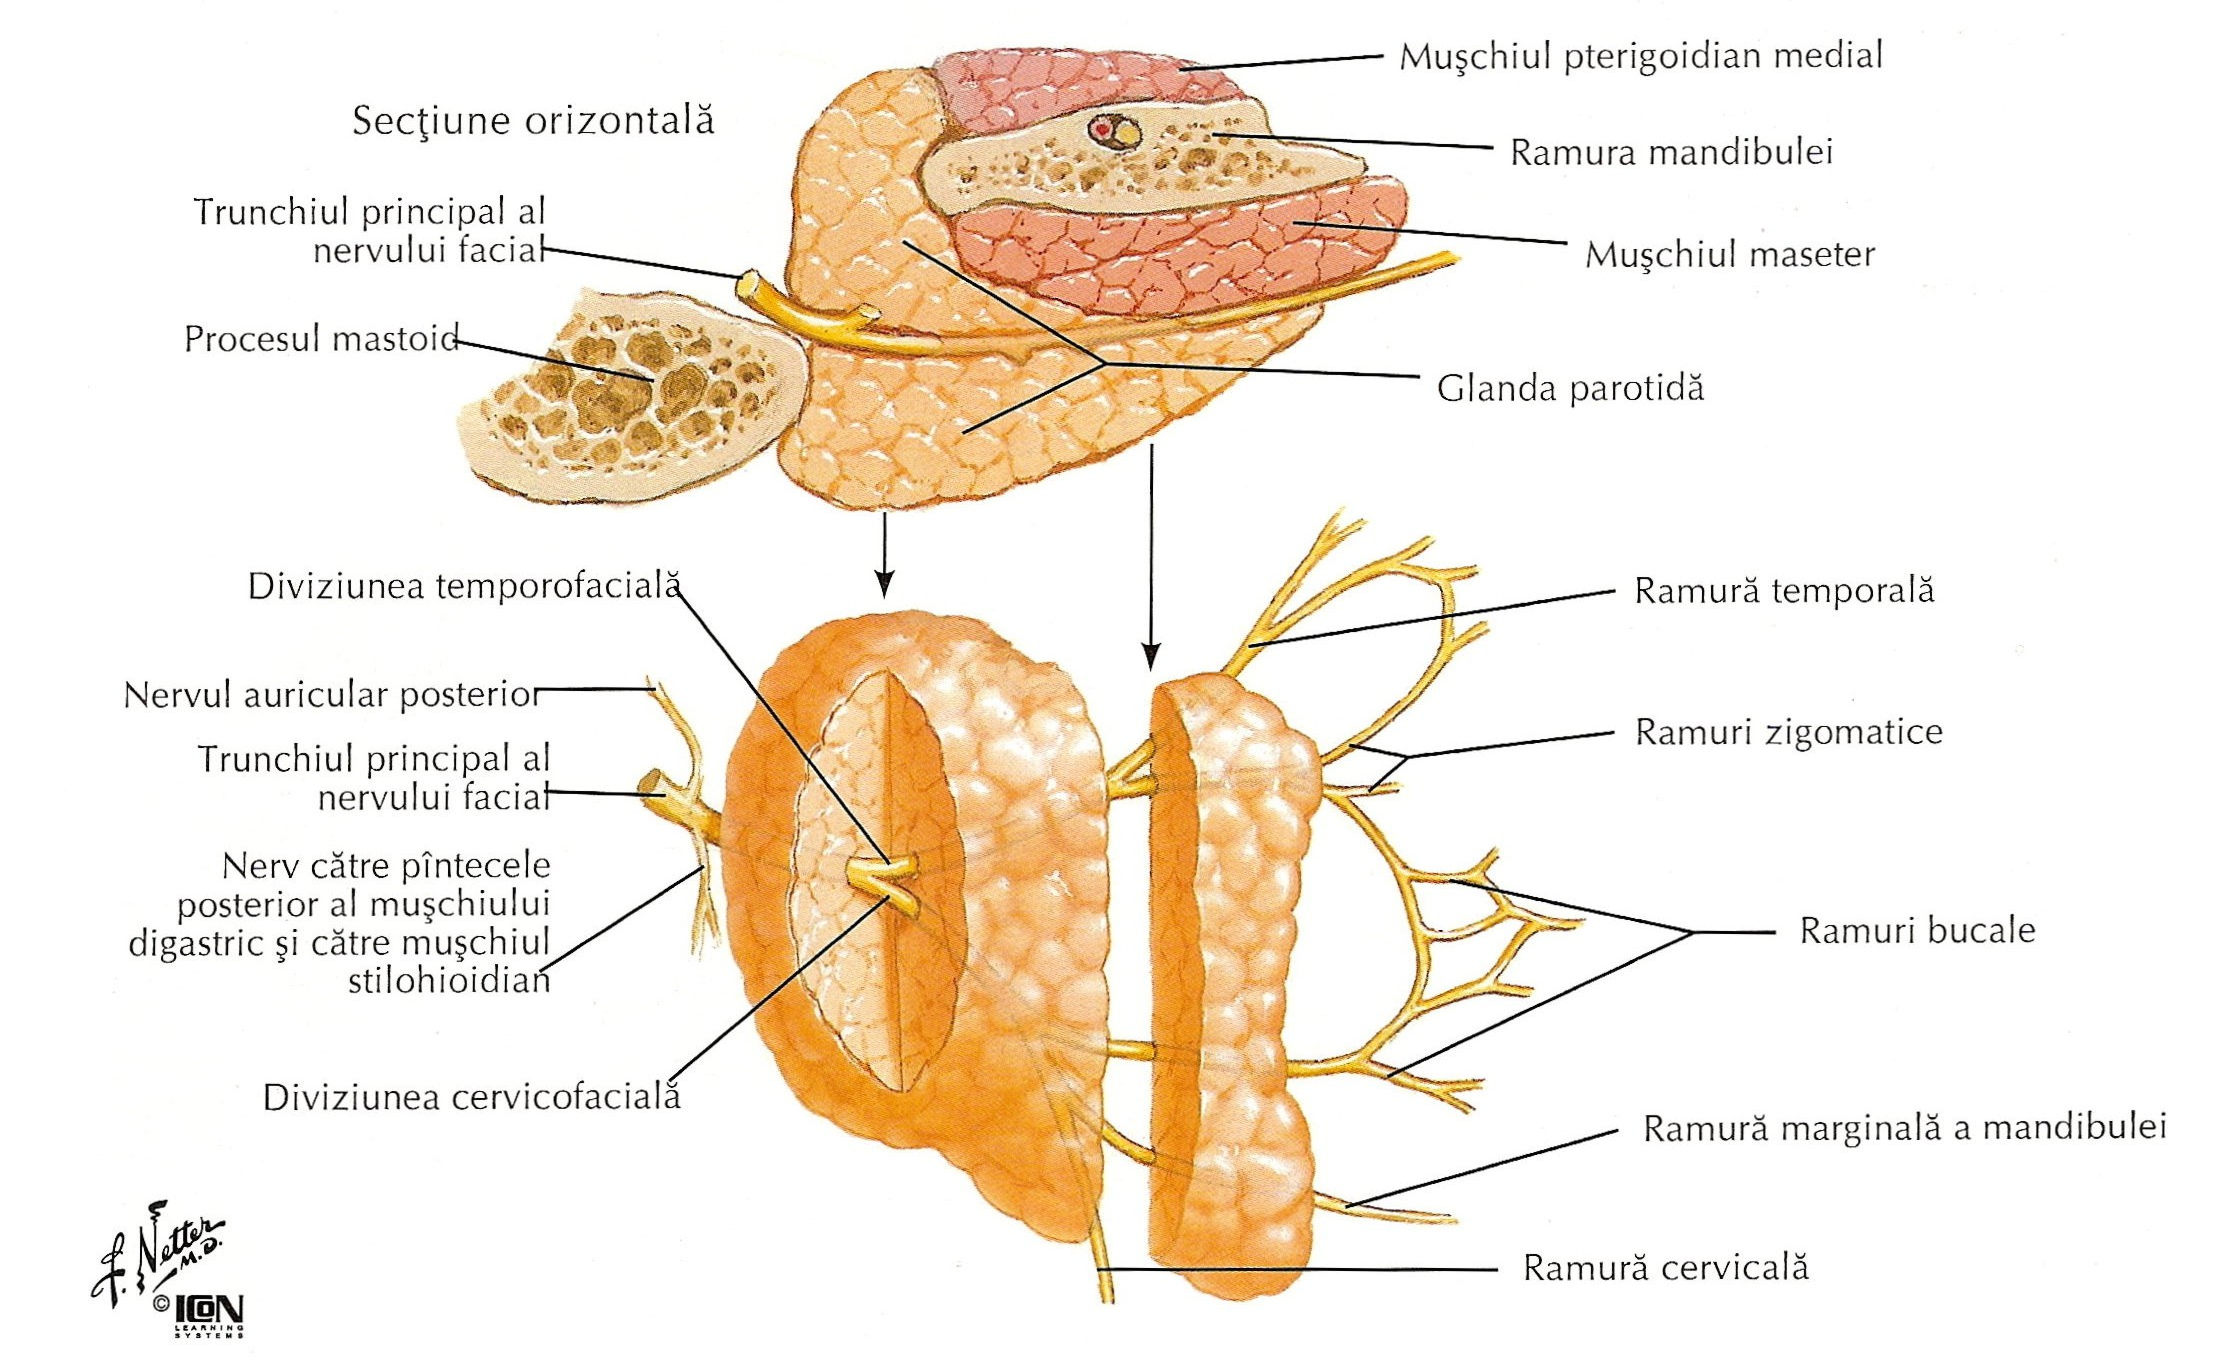 Muşchiul pterigoidian medial
Secţiune orizontală
Ramura mandibulei
Trunchiul principal al
nervului facial
Muşchiul maseter
Procesul mastoid
Glanda parotidă
Diviziunea temporofacială
Ramură temporală
Nervul auricular posterior
Ramuri zigomatice
Trunchiul principal al
nervului facial
Nerv către pîntecele
posterior al muşchiului
digastric şi către muşchiul
stilohioidian
Ramuri bucale
Diviziunea cervicofacială
Ramură marginală a mandibulei
Ramură cervicală
F. Netter
M.D.
© ICON
LEARNING
SYSTEMS